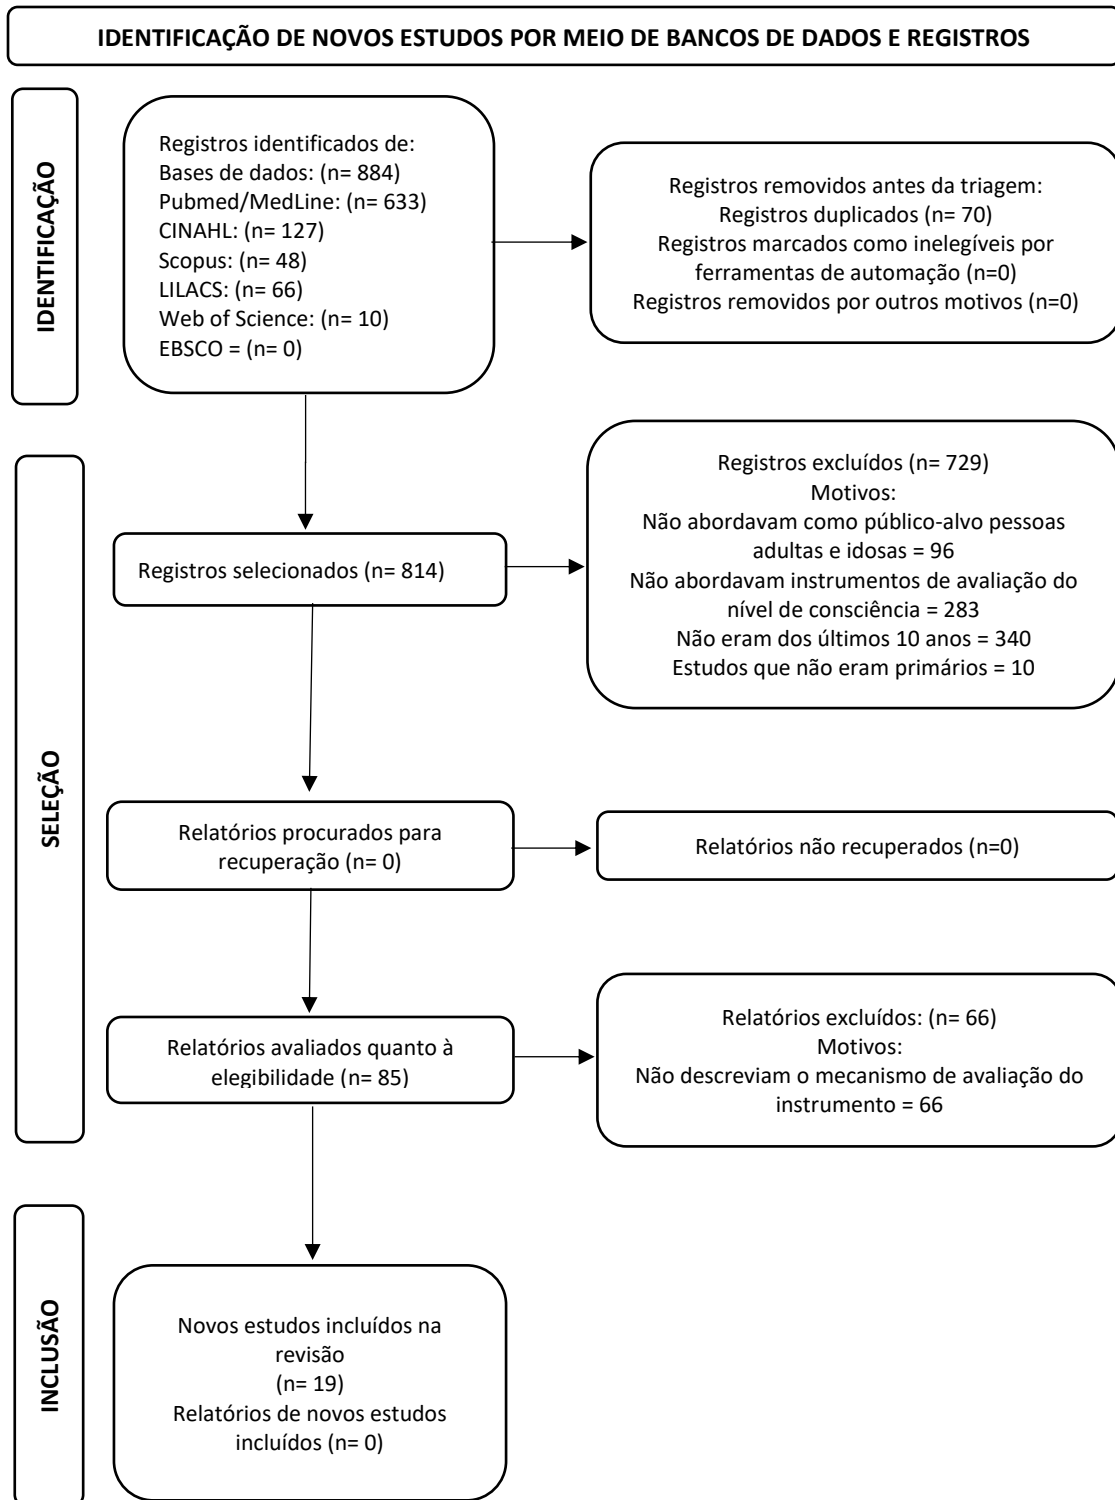 IDENTIFICAÇÃO DE NOVOS ESTUDOS POR MEIO DE BANCOS DE DADOS E REGISTROS
IDENTIFICAÇÃO
Registros identificados de:
Bases de dados: (n= 884)
Pubmed/MedLine: (n= 633)
CINAHL: (n= 127)
Scopus: (n= 48)
LILACS: (n= 66)
Web of Science: (n= 10)
EBSCO = (n= 0)
Registros removidos antes da triagem:
Registros duplicados (n= 70)
Registros marcados como inelegíveis por
ferramentas de automação (n=0)
Registros removidos por outros motivos (n=0)
SELEÇÃO
Registros selecionados (n= 814)
Registros excluídos (n= 729)
Motivos:
Não abordavam como público-alvo pessoas
adultas e idosas = 96
Não abordavam instrumentos de avaliação do
nível de consciência = 283
Não eram dos últimos 10 anos = 340
Estudos que não eram primários = 10
Relatórios procurados para
recuperação (n= 0)
Relatórios não recuperados (n=0)
Relatórios avaliados quanto à
elegibilidade (n= 85)
Relatórios excluídos: (n= 66)
Motivos:
Não descreviam o mecanismo de avaliação do
instrumento = 66
INCLUSÃO
Novos estudos incluídos na
revisão
(n= 19)
Relatórios de novos estudos
incluídos (n= 0)